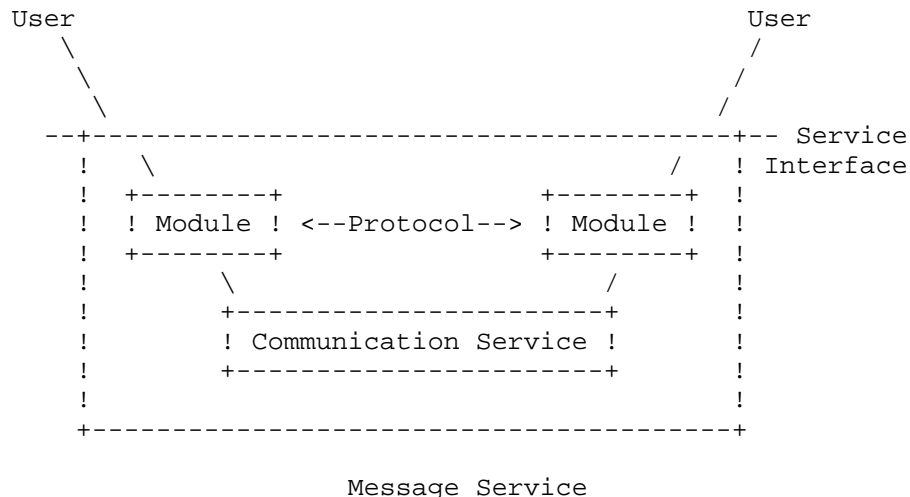 User User
--+----------------------------------------+-- Service
! \ / ! Interface
! +--------+ +--------+ !
! ! Module ! <--Protocol--> ! Module ! !
! +--------+ +--------+ !
! \ / !
! +-----------------------+ !
! ! Communication Service ! !
! +-----------------------+ !
! !
+----------------------------------------+
Message Service